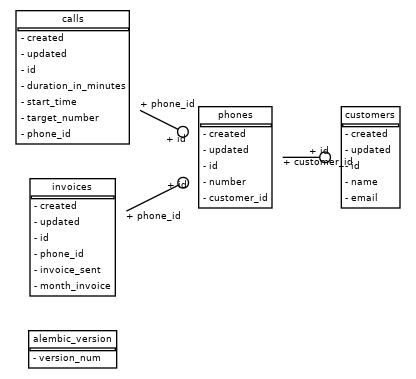 calls
- created
- updated
- id
- duration_in_minutes
- start_time
- target_number
- phone_id
+ phone_id
+ id
phones
- created
- updated
- id
- number
- customer_id
+ id
+ customer_id
customers
- created
- updated
- id
- name
- email
invoices
- created
- updated
- id
- phone_id
- invoice_sent
- month_invoice
+ id
+ phone_id
alembic_version
- version_num